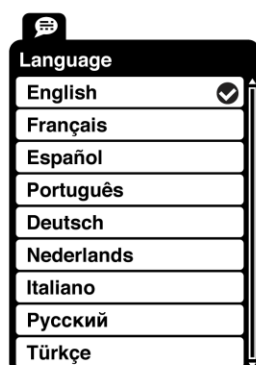 Language
English
Français
Español
Português
Deutsch
Nederlands
Italiano
Русский
Türkçe